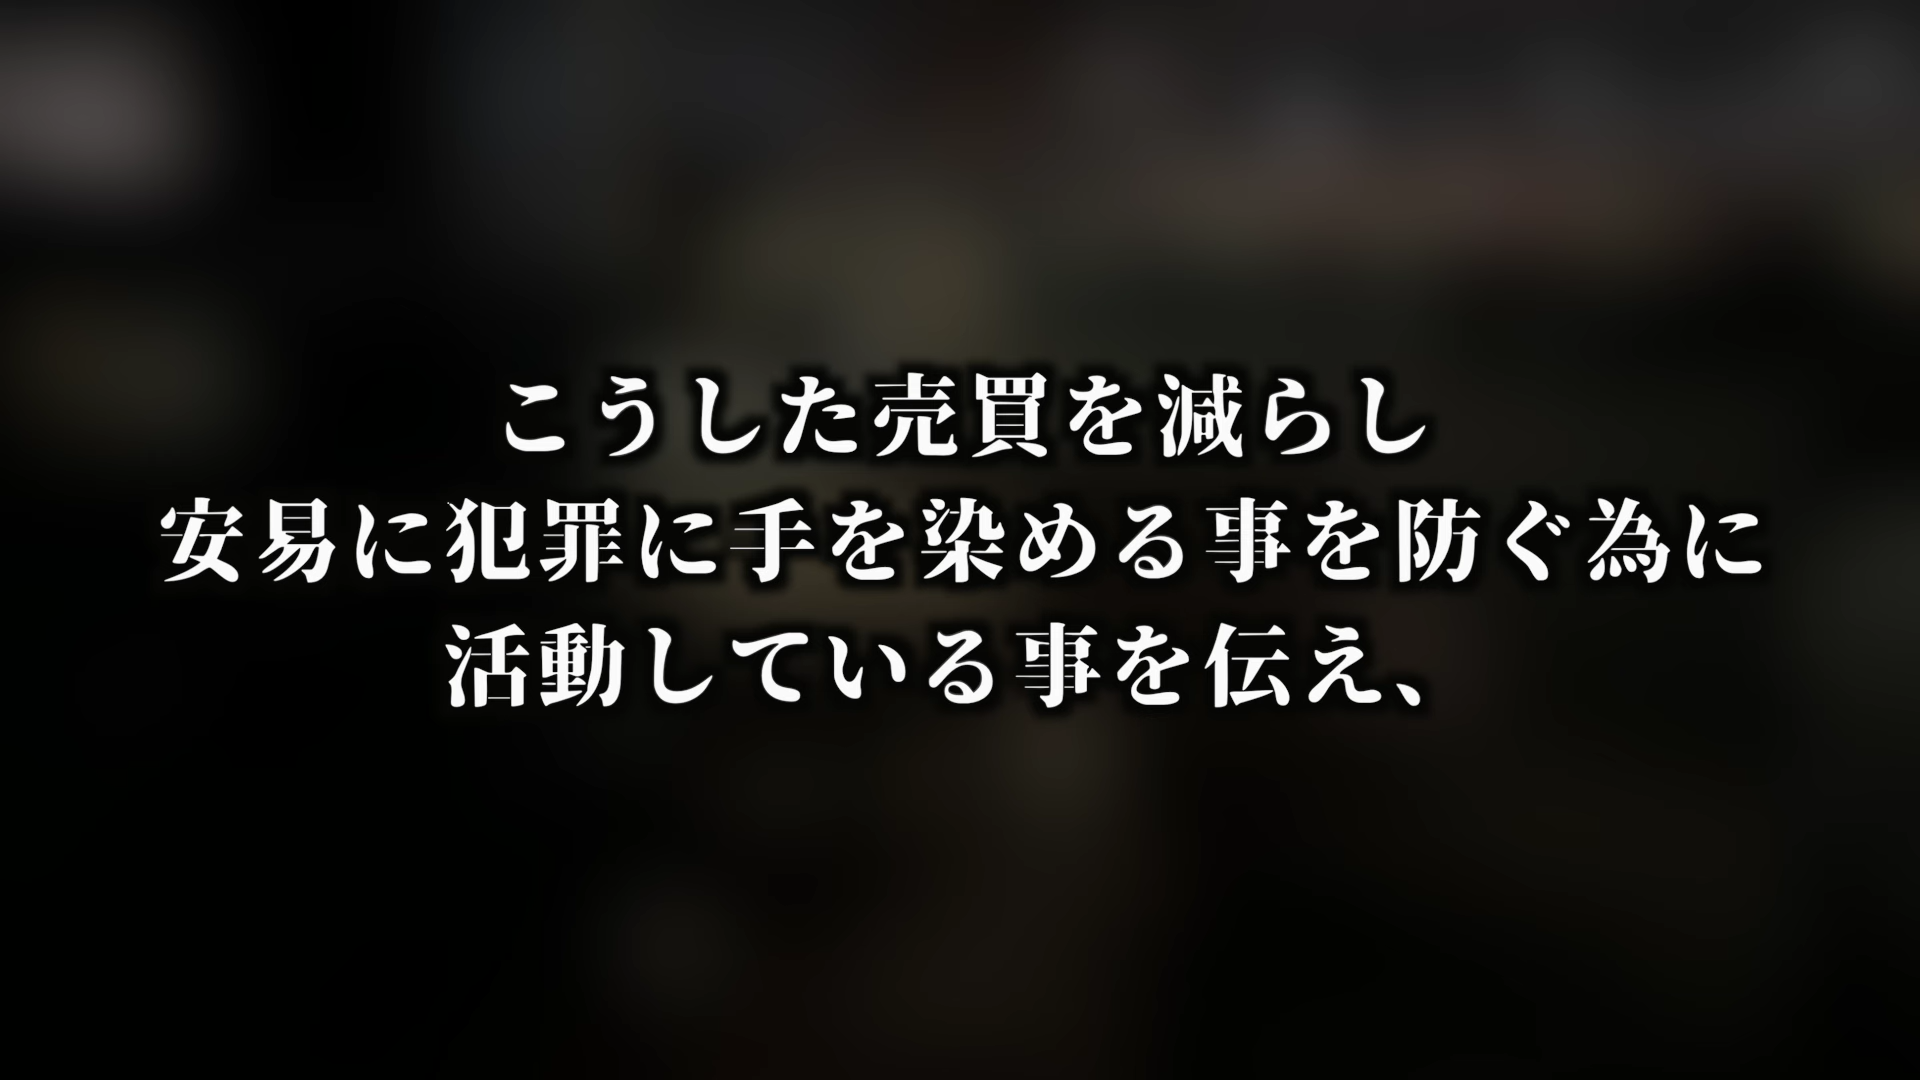 こうした売買を減らし
安易に犯罪に手を染める事を防ぐ為に
活動している事を伝え、